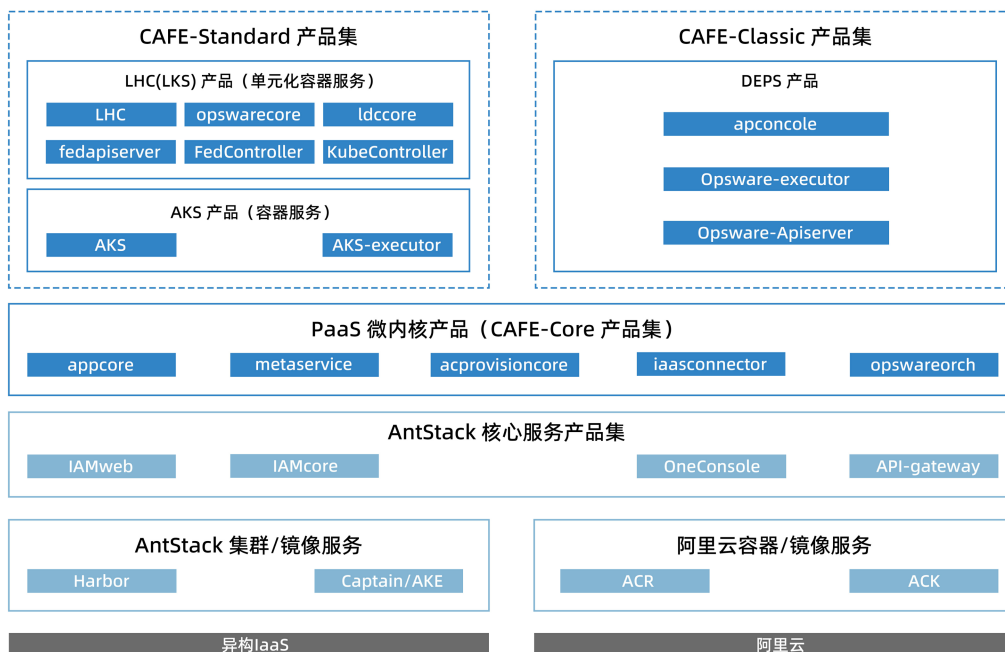 CAFE-Standard 产品集
LHC(LKS) 产品（单元化容器服务）
LHC
opswarecore
ldccore
fedapiserver
FedController
KubeController
AKS 产品（容器服务）
AKS
AKS-executor
CAFE-Classic 产品集
DEPS 产品
apconcole
Opsware-executor
Opsware-Apiserver
PaaS 微内核产品（CAFE-Core 产品集）
appcore
metaservice
acprovisioncore
iaasconnector
opswareorch
AntStack 核心服务产品集
IAMweb
IAMcore
OneConsole
API-gateway
AntStack 集群/镜像服务
Harbor
Captain/AKE
阿里云容器/镜像服务
ACR
ACK
异构IaaS
阿里云